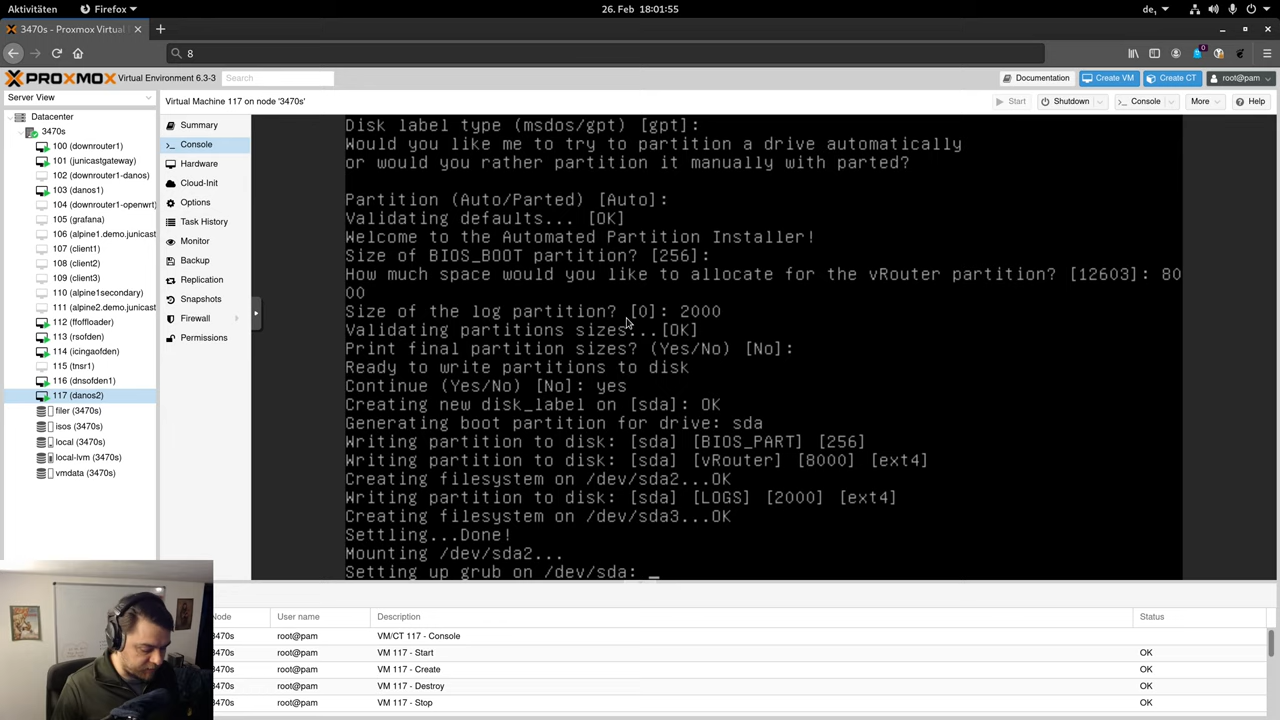 Aktivitäten
Firefox
26. Feb 18:01:55
de₁
3470s - Proxmox Virtual
8
PROXMOX
Virtual Environment 6.3-3
Search
Documentation
Create VM
Create CT
root@pam
Server View
Virtual Machine 117 on node '3470s'
Start
Shutdown
Console
More
Help
Datacenter
3470s
100 (downrouter1)
101 (junicastgateway)
102 (downrouter1-danos)
103 (danos1)
104 (downrouter1-openwrt)
105 (grafana)
106 (alpine1.demo.junicast
107 (client1)
108 (client2)
109 (client3)
110 (alpine1secondary)
111 (alpine2.demo.junicast
112 (ffoffloader)
113 (rsofden)
114 (icingaofden)
115 (tnsr1)
116 (dnsofden1)
117 (danos2)
filer (3470s)
isos (3470s)
local (3470s)
local-lvm (3470s)
vmdata (3470s)
Summary
Console
Hardware
Cloud-Init
Options
Task History
Monitor
Backup
Replication
Snapshots
Firewall
Permissions
Disk label type (msdos/gpt) [gpt]:
Would you like me to try to partition a drive automatically
or would you rather partition it manually with parted?
Partition (Auto/Parted) [Auto]:
Validating defaults... [OK]
Welcome to the Automated Partition Installer!
Size of BIOS_BOOT partition? [256]:
How much space would you like to allocate for the vRouter partition? [12603]: 80
00
Size of the log partition? [0]: 2000
Validating partitions sizes...[OK]
Print final partition sizes? (Yes/No) [No]:
Ready to write partitions to disk
Continue (Yes/No) [No]: yes
Creating new disk_label on [sda]: OK
Generating boot partition for drive: sda
Writing partition to disk: [sda] [BIOS_PART] [256]
Writing partition to disk: [sda] [vRouter] [8000] [ext4]
Creating filesystem on /dev/sda2...OK
Writing partition to disk: [sda] [LOGS] [2000] [ext4]
Creating filesystem on /dev/sda3...OK
Settling...Done!
Mounting /dev/sda2...
Setting up grub on /dev/sda: _
Node
User name
Description
Status
3470s
root@pam
VM/CT 117 - Console
3470s
root@pam
VM 117 - Start
OK
3470s
root@pam
VM 117 - Create
OK
3470s
root@pam
VM 117 - Destroy
OK
3470s
root@pam
VM 117 - Stop
OK